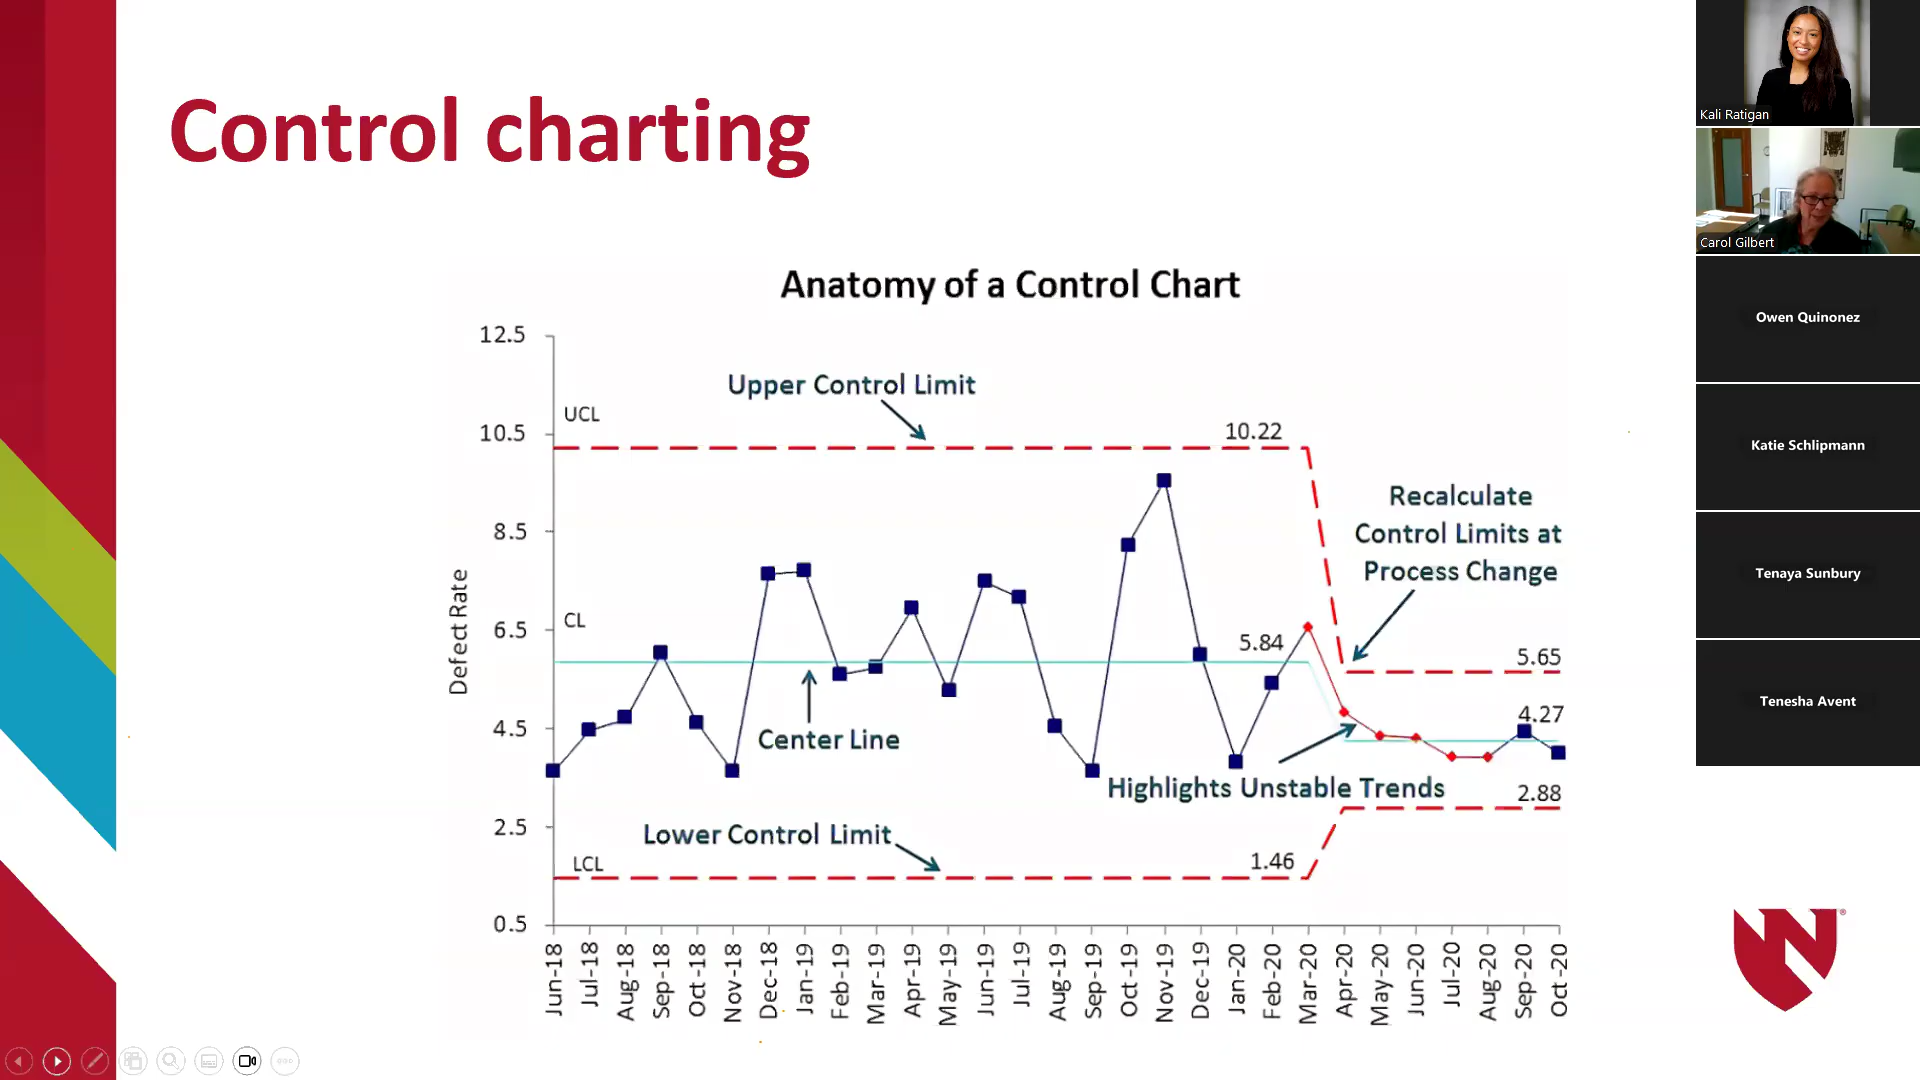 Control charting
Anatomy of a Control Chart
12.5
10.5
8.5
6.5
4.5
2.5
0.5
Defect Rate
UCL
CL
LCL
Upper Control Limit
10.22
Recalculate
Control Limits at
Process Change
5.84
5.65
Center Line
4.27
Highlights Unstable Trends
2.88
Lower Control Limit
1.46
Jun-18
Jul-18
Aug-18
Sep-18
Oct-18
Nov-18
Dec-18
Jan-19
Feb-19
Mar-19
Apr-19
May-19
Jun-19
Jul-19
Aug-19
Sep-19
Oct-19
Nov-19
Dec-19
Jan-20
Feb-20
Mar-20
Apr-20
May-20
Jun-20
Jul-20
Aug-20
Sep-20
Oct-20
Kali Ratigan
Carol Gilbert
Owen Quinonez
Katie Schlipmann
Tenaya Sunbury
Tenesha Avent
N
®